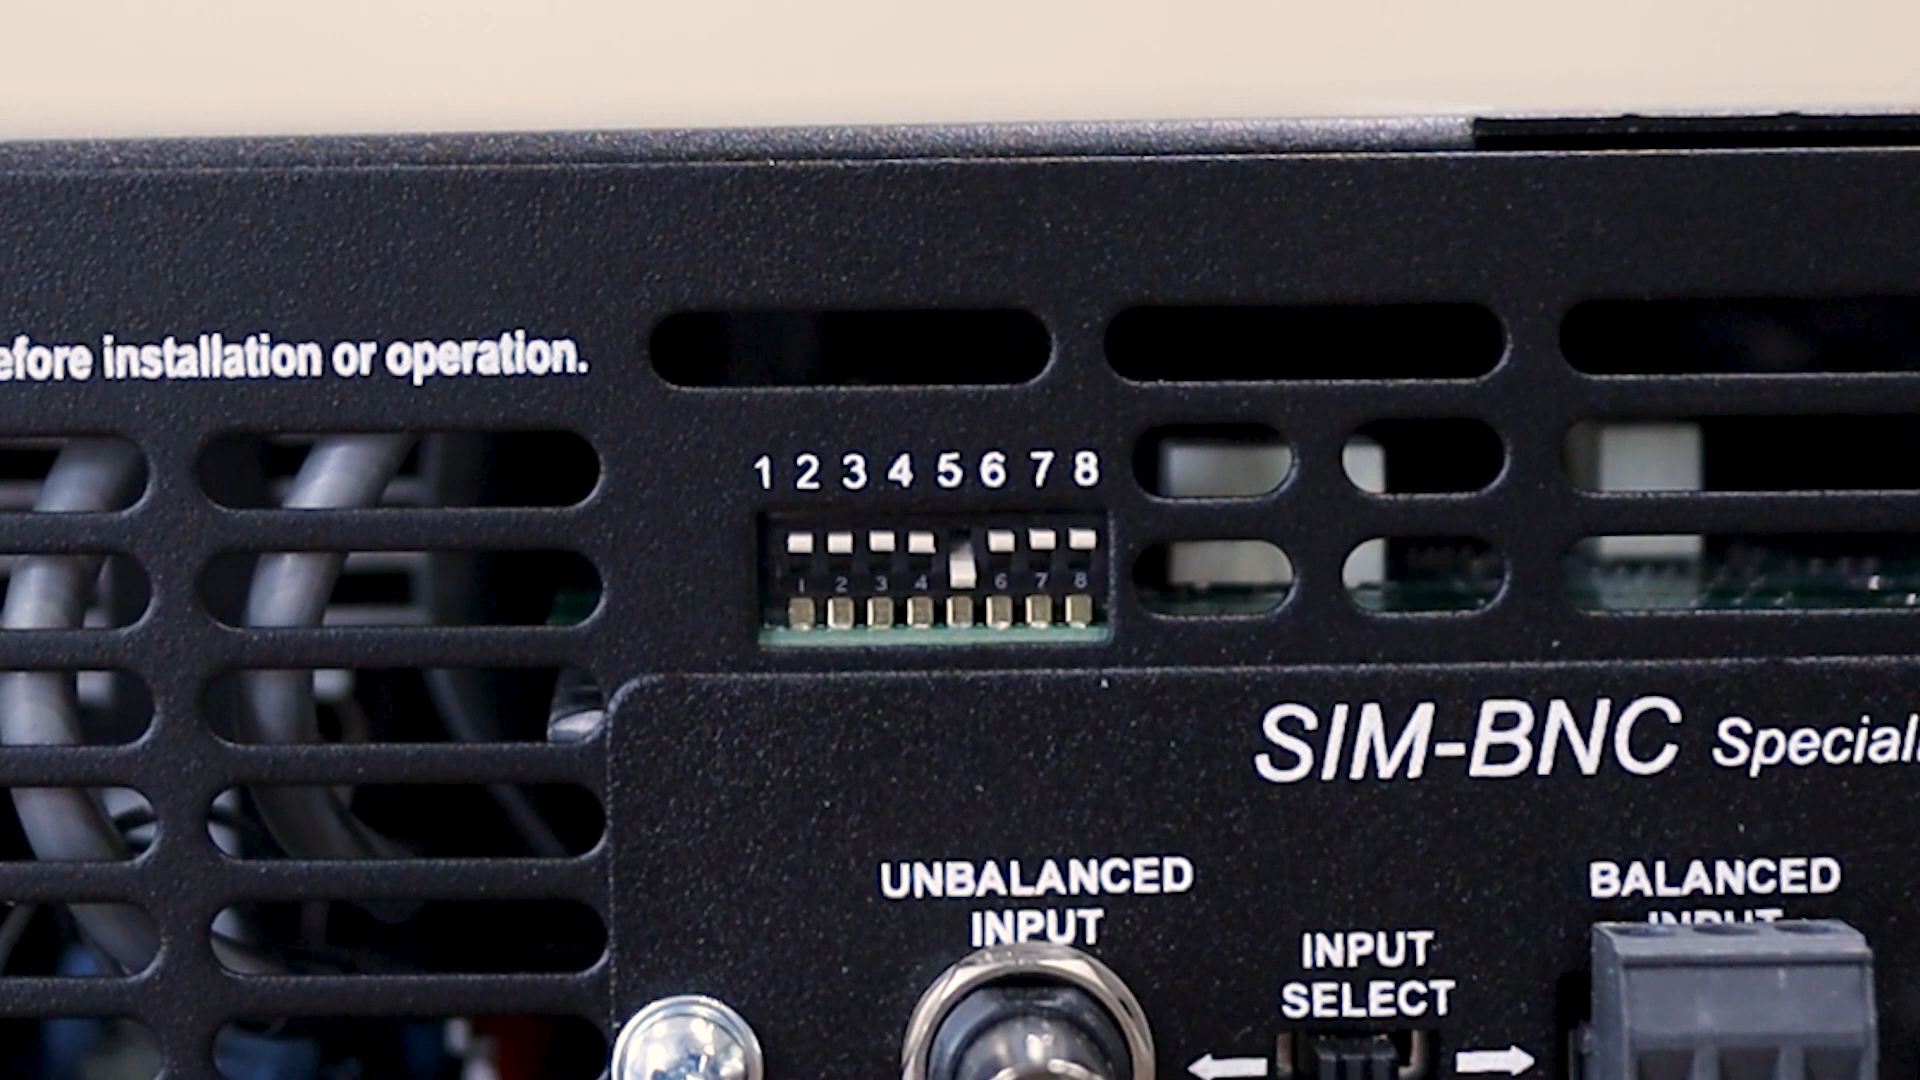 efore installation or operation.
1 2 3 4 5 6 7 8
1 2 3 4 6 7 8
SIM-BNC Special
UNBALANCED
INPUT
INPUT
SELECT
BALANCED
INPUT